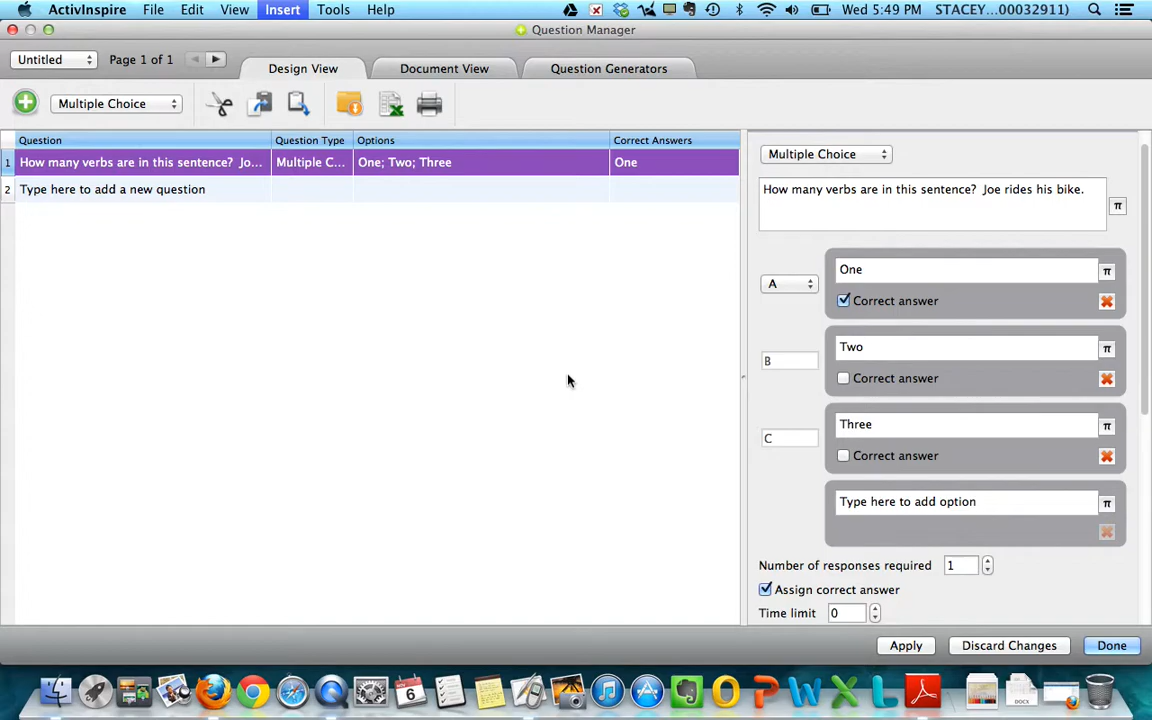 ActivInspire File Edit View Insert Tools Help Wed 5:49 PM STACEY...00032911)
Question Manager
Untitled Page 1 of 1 Design View Document View Question Generators
Multiple Choice
Question Question Type Options Correct Answers
1 How many verbs are in this sentence? Jo... Multiple C... One; Two; Three One
2 Type here to add a new question
Multiple Choice
How many verbs are in this sentence? Joe rides his bike.
π
A One π
Correct answer
B Two π
Correct answer
C Three π
Correct answer
Type here to add option π
Number of responses required 1
Assign correct answer
Time limit 0
Apply Discard Changes Done
6
DOCX